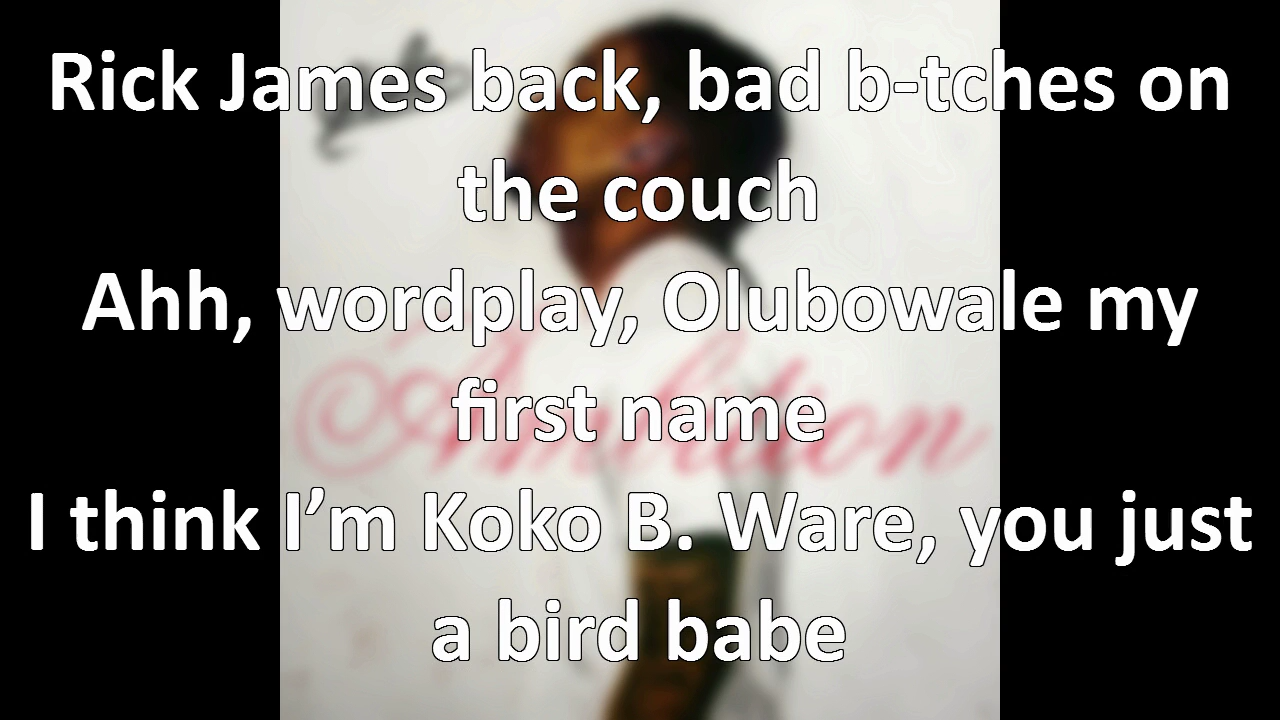 Rick James back, bad b-tches on
the couch
Ahh, wordplay, Olubowale my
first name
I think I’m Koko B. Ware, you just
a bird babe
Ambition